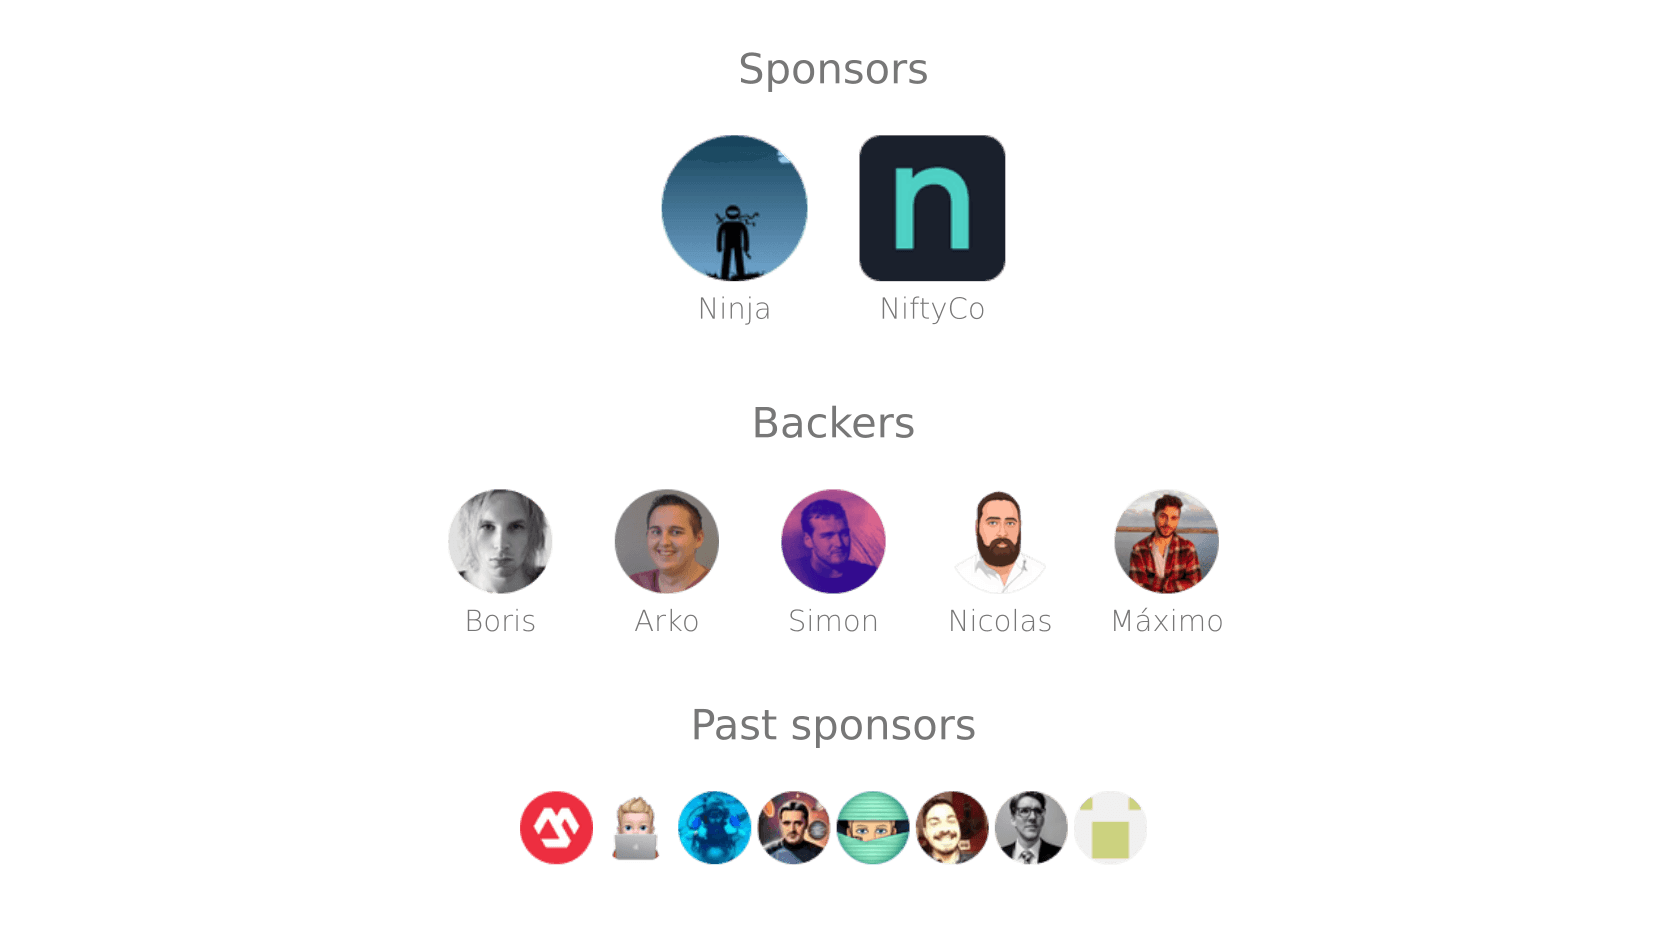 Sponsors
n
Ninja NiftyCo
Backers
Boris Arko Simon Nicolas Máximo
Past sponsors